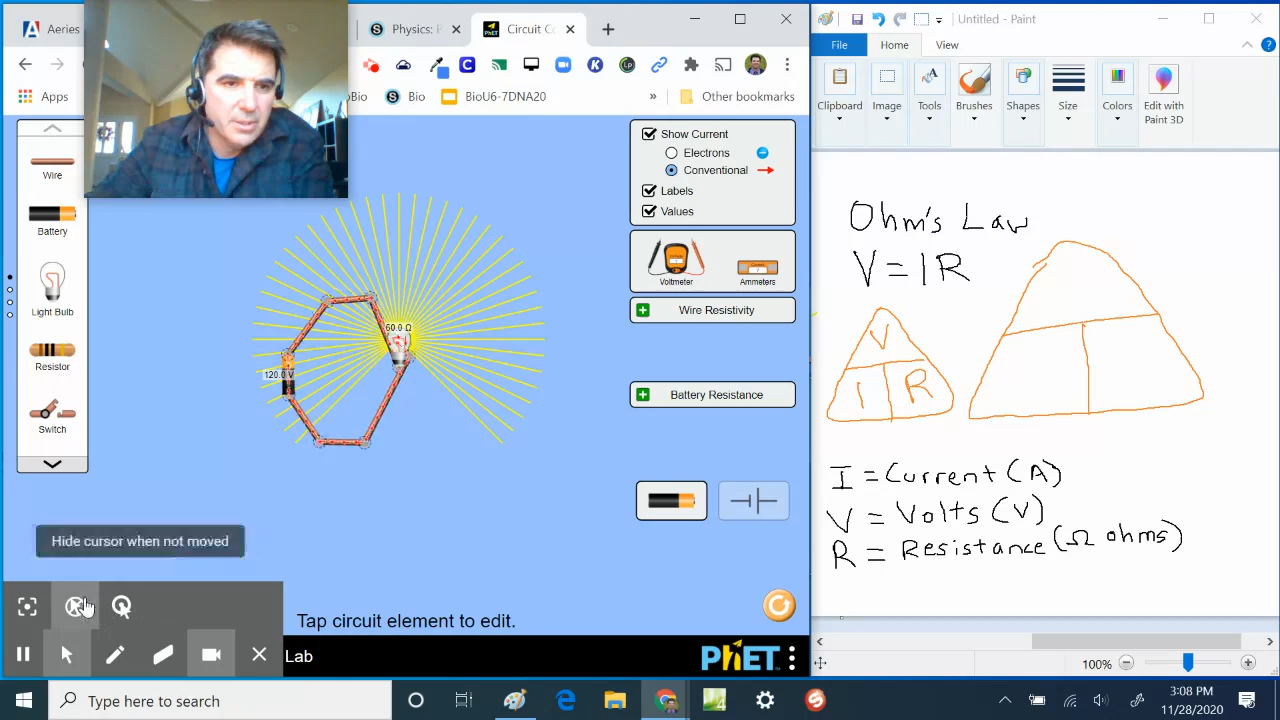 Aeries
Physics: P
Circuit Co
Apps
Bio
Bio
BioU6-7DNA20
»
Other bookmarks
Wire
Battery
Light Bulb
Resistor
Switch
60.0 Ω
120.0 V
Show Current
Electrons
Conventional
Labels
Values
Voltmeter
Ammeters
Wire Resistivity
Battery Resistance
Hide cursor when not moved
Tap circuit element to edit.
Lab
PhET
Untitled - Paint
File
Home
View
Clipboard
Image
Tools
Brushes
Shapes
Size
Colors
Edit with
Paint 3D
Ohm's Law
V = I R
V
I R
I = Current (A)
V = Volts (V)
R = Resistance (Ω ohms)
100%
Type here to search
3:08 PM
11/28/2020